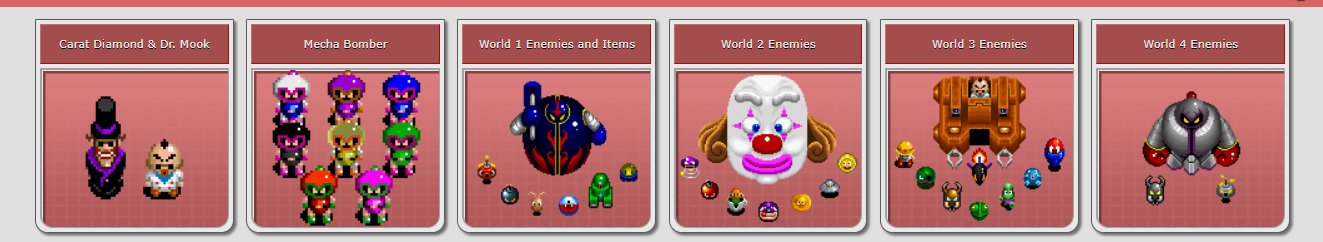 Carat Diamond & Dr. Mook
Mecha Bomber
World 1 Enemies and Items
World 2 Enemies
World 3 Enemies
World 4 Enemies